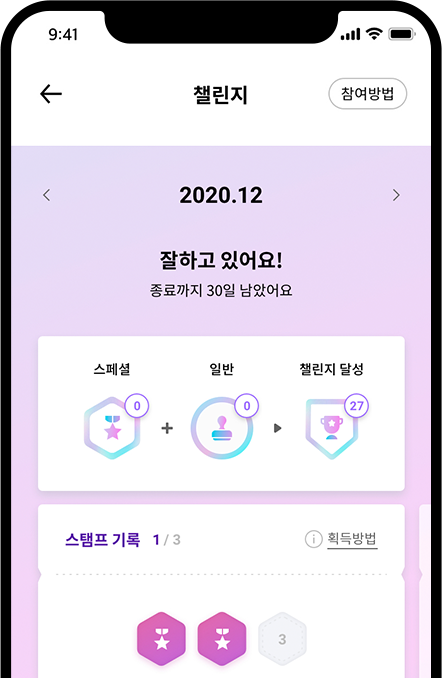 9:41
챌린지 참여방법
2020.12
잘하고 있어요!
종료까지 30일 남았어요
스페셜 일반 챌린지 달성
0 + 0 27
스탬프 기록 1 / 3 획득방법
3